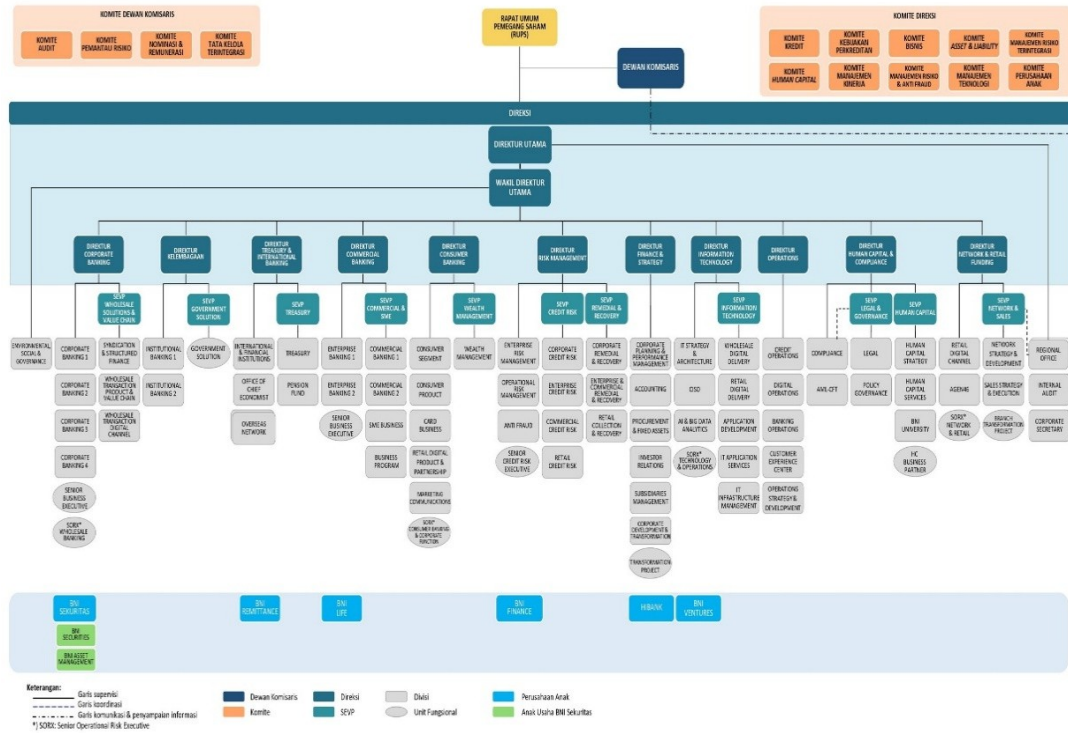 KOMITE DEWAN KOMISARIS
KOMITE
AUDIT
KOMITE
PEMANTAU RISIKO
KOMITE
NOMINASI &
REMUNERASI
KOMITE
TATA KELOLA
TERINTEGRASI
RAPAT UMUM
PEMEGANG SAHAM
(RUPS)
DEWAN KOMISARIS
KOMITE DIREKSI
KOMITE
KREDIT
KOMITE
KEBIJAKAN
PERKREDITAN
KOMITE
BISNIS
KOMITE
ASSET & LIABILITY
KOMITE
MANAJEMEN RISIKO
TERINTEGRASI
KOMITE
HUMAN CAPITAL
KOMITE
MANAJEMEN
KINERJA
KOMITE
MANAJEMEN RISIKO
& ANTI FRAUD
KOMITE
MANAJEMEN
TEKNOLOGI
KOMITE
PERUSAHAAN
ANAK
DIREKSI
DIREKTUR UTAMA
WAKIL DIREKTUR
UTAMA
DIREKTUR
CORPORATE
BANKING
DIREKTUR
KELEMBAGAAN
DIREKTUR
TREASURY &
INTERNATIONAL
BANKING
DIREKTUR
COMMERCIAL
BANKING
DIREKTUR
CONSUMER
BANKING
DIREKTUR
RISK MANAGEMENT
DIREKTUR
FINANCE &
STRATEGY
DIREKTUR
INFORMATION
TECHNOLOGY
DIREKTUR
OPERATIONS
DIREKTUR
HUMAN CAPITAL &
COMPLIANCE
DIREKTUR
NETWORK & RETAIL
FUNDING
SEVP
WHOLESALE
SOLUTIONS &
VALUE CHAIN
SEVP
GOVERNMENT
SOLUTION
SEVP
TREASURY
SEVP
COMMERCIAL &
SME
SEVP
WEALTH
MANAGEMENT
SEVP
CREDIT RISK
SEVP
REMEDIAL &
RECOVERY
SEVP
INFORMATION
TECHNOLOGY
SEVP
LEGAL &
GOVERNANCE
SEVP
HUMAN CAPITAL
SEVP
NETWORK &
SALES
ENVIRONMENTAL
SOCIAL &
GOVERNANCE
CORPORATE
BANKING 1
CORPORATE
BANKING 2
CORPORATE
BANKING 3
CORPORATE
BANKING 4
SENIOR
BUSINESS
EXECUTIVE
SORX*
WHOLESALE
BANKING
SYNDICATION
& STRUCTURED
FINANCE
WHOLESALE
TRANSACTION
PRODUCT &
VALUE CHAIN
WHOLESALE
TRANSACTION
DIGITAL
CHANNEL
INSTITUTIONAL
BANKING 1
INSTITUTIONAL
BANKING 2
GOVERNMENT
SOLUTION
INTERNATIONAL
& FINANCIAL
INSTITUTIONS
OFFICE OF
CHIEF
ECONOMIST
OVERSEAS
NETWORK
TREASURY
PENSION
FUND
ENTERPRISE
BANKING 1
ENTERPRISE
BANKING 2
SENIOR
BUSINESS
EXECUTIVE
COMMERCIAL
BANKING 1
COMMERCIAL
BANKING 2
SME BUSINESS
BUSINESS
PROGRAM
CONSUMER
SEGMENT
CONSUMER
PRODUCT
CARD
BUSINESS
RETAIL DIGITAL
PRODUCT &
PARTNERSHIP
MARKETING
COMMUNICATIONS
SORX*
CONSUMER BANKING
& CORPORATE
FUNCTION
WEALTH
MANAGEMENT
ENTERPRISE
RISK
MANAGEMENT
OPERATIONAL
RISK
MANAGEMENT
ANTI FRAUD
SENIOR
CREDIT RISK
EXECUTIVE
CORPORATE
CREDIT RISK
ENTERPRISE
CREDIT RISK
COMMERCIAL
CREDIT RISK
RETAIL
CREDIT RISK
CORPORATE
REMEDIAL
& RECOVERY
ENTERPRISE &
COMMERCIAL
REMEDIAL &
RECOVERY
RETAIL
COLLECTION
& RECOVERY
CORPORATE
PLANNING &
PERFORMANCE
MANAGEMENT
ACCOUNTING
PROCUREMENT
& FIXED ASSETS
INVESTOR
RELATIONS
SUBSIDIARIES
MANAGEMENT
CORPORATE
DEVELOPMENT &
TRANSFORMATION
TRANSFORMATION
PROJECT
IT STRATEGY &
ARCHITECTURE
CISO
AI & BIG DATA
ANALYTICS
SORX*
TECHNOLOGY
& OPERATIONS
WHOLESALE
DIGITAL
DELIVERY
RETAIL
DIGITAL
DELIVERY
APPLICATION
DEVELOPMENT
IT APPLICATION
SERVICES
IT
INFRASTRUCTURE
MANAGEMENT
CREDIT
OPERATIONS
DIGITAL
OPERATIONS
BANKING
OPERATIONS
CUSTOMER
EXPERIENCE
CENTER
OPERATIONS
STRATEGY &
DEVELOPMENT
COMPLIANCE
AML-CFT
LEGAL
POLICY
GOVERNANCE
HUMAN
CAPITAL
STRATEGY
HUMAN
CAPITAL
SERVICES
BNI
UNIVERSITY
HC
BUSINESS
PARTNER
RETAIL
DIGITAL
CHANNEL
AGEN46
SORX*
NETWORK
& RETAIL
NETWORK
STRATEGY &
DEVELOPMENT
SALES STRATEGY
& EXECUTION
BRANCH
TRANSFORMATION
PROJECT
REGIONAL
OFFICE
INTERNAL
AUDIT
CORPORATE
SECRETARY
BNI
SEKURITAS
BNI
SECURITIES
BNI ASSET
MANAGEMENT
BNI
REMITTANCE
BNI
LIFE
BNI
FINANCE
HIBANK
BNI
VENTURES
Keterangan:
Garis supervisi
Garis koordinasi
Garis komunikasi & penyampaian informasi
*) SORX: Senior Operational Risk Executive
Dewan Komisaris
Komite
Direksi
SEVP
Divisi
Unit Fungsional
Perusahaan Anak
Anak Usaha BNI Sekuritas